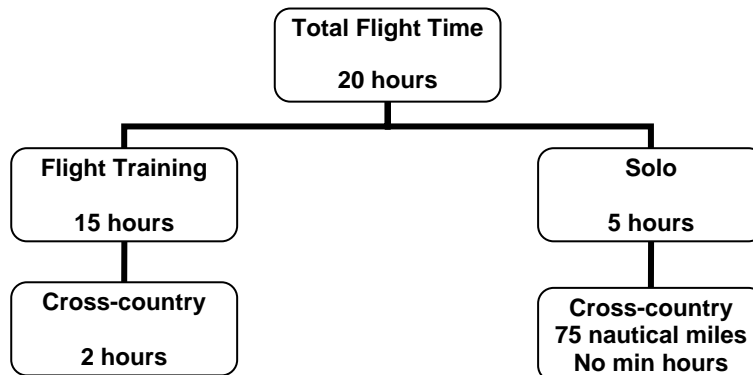 Total Flight Time
20 hours
Flight Training
15 hours
Solo
5 hours
Cross-country
2 hours
Cross-country
75 nautical miles
No min hours